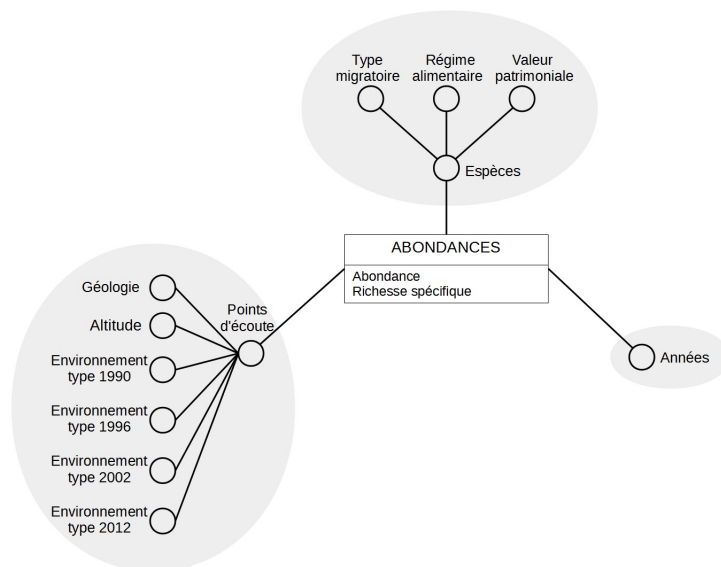 Type
migratoire
Régime
alimentaire
Valeur
patrimoniale
Espèces
ABONDANCES
Abondance
Richesse spécifique
Points
d'écoute
Géologie
Altitude
Environnement
type 1990
Environnement
type 1996
Environnement
type 2002
Environnement
type 2012
Années